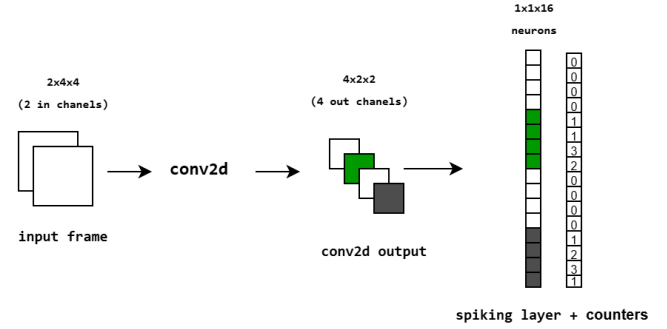 1x1x16
neurons
2x4x4
(2 in chanels)
4x2x2
(4 out chanels)
conv2d
input frame
conv2d output
0
0
0
0
1
1
3
2
0
0
0
0
1
2
3
1
spiking layer + counters